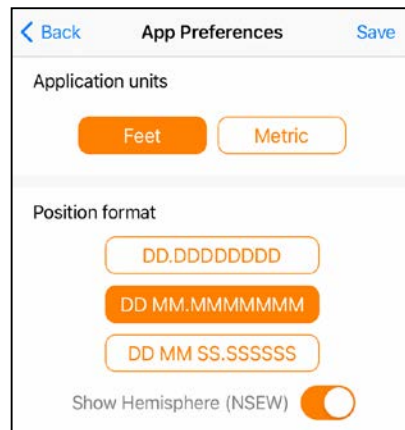 Back App Preferences Save
Application units
Feet Metric
Position format
DD.DDDDDDDD
DD MM.MMMMMMM
DD MM SS.SSSSSS
Show Hemisphere (NSEW)